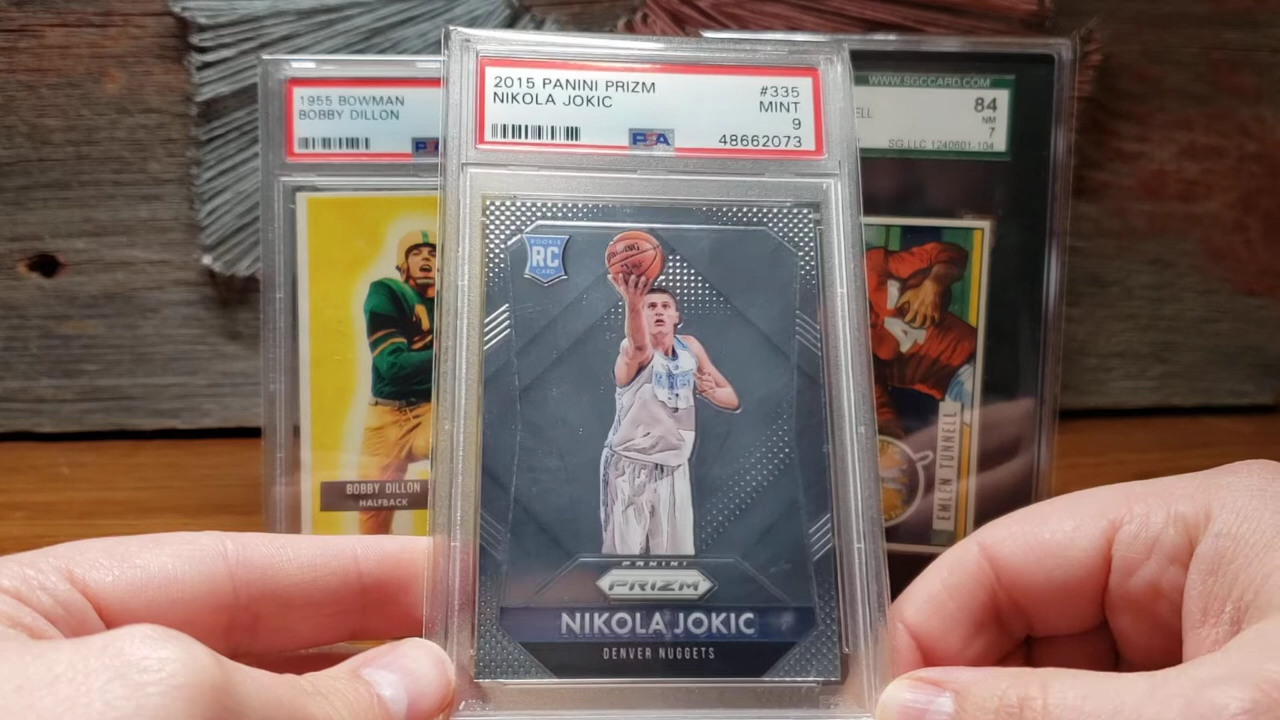 1955 BOWMAN
BOBBY DILLON
2015 PANINI PRIZM
#335
NIKOLA JOKIC
MINT
9
PSA
48662073
WWW.SGCCARD.COM
84
NM
7
SG LLC 1240601-104
ROOKIE
RC
CARD
PANINI
PRIZM
NIKOLA JOKIC
DENVER NUGGETS
BOBBY DILLON
HALFBACK
EMLEN TUNNELL